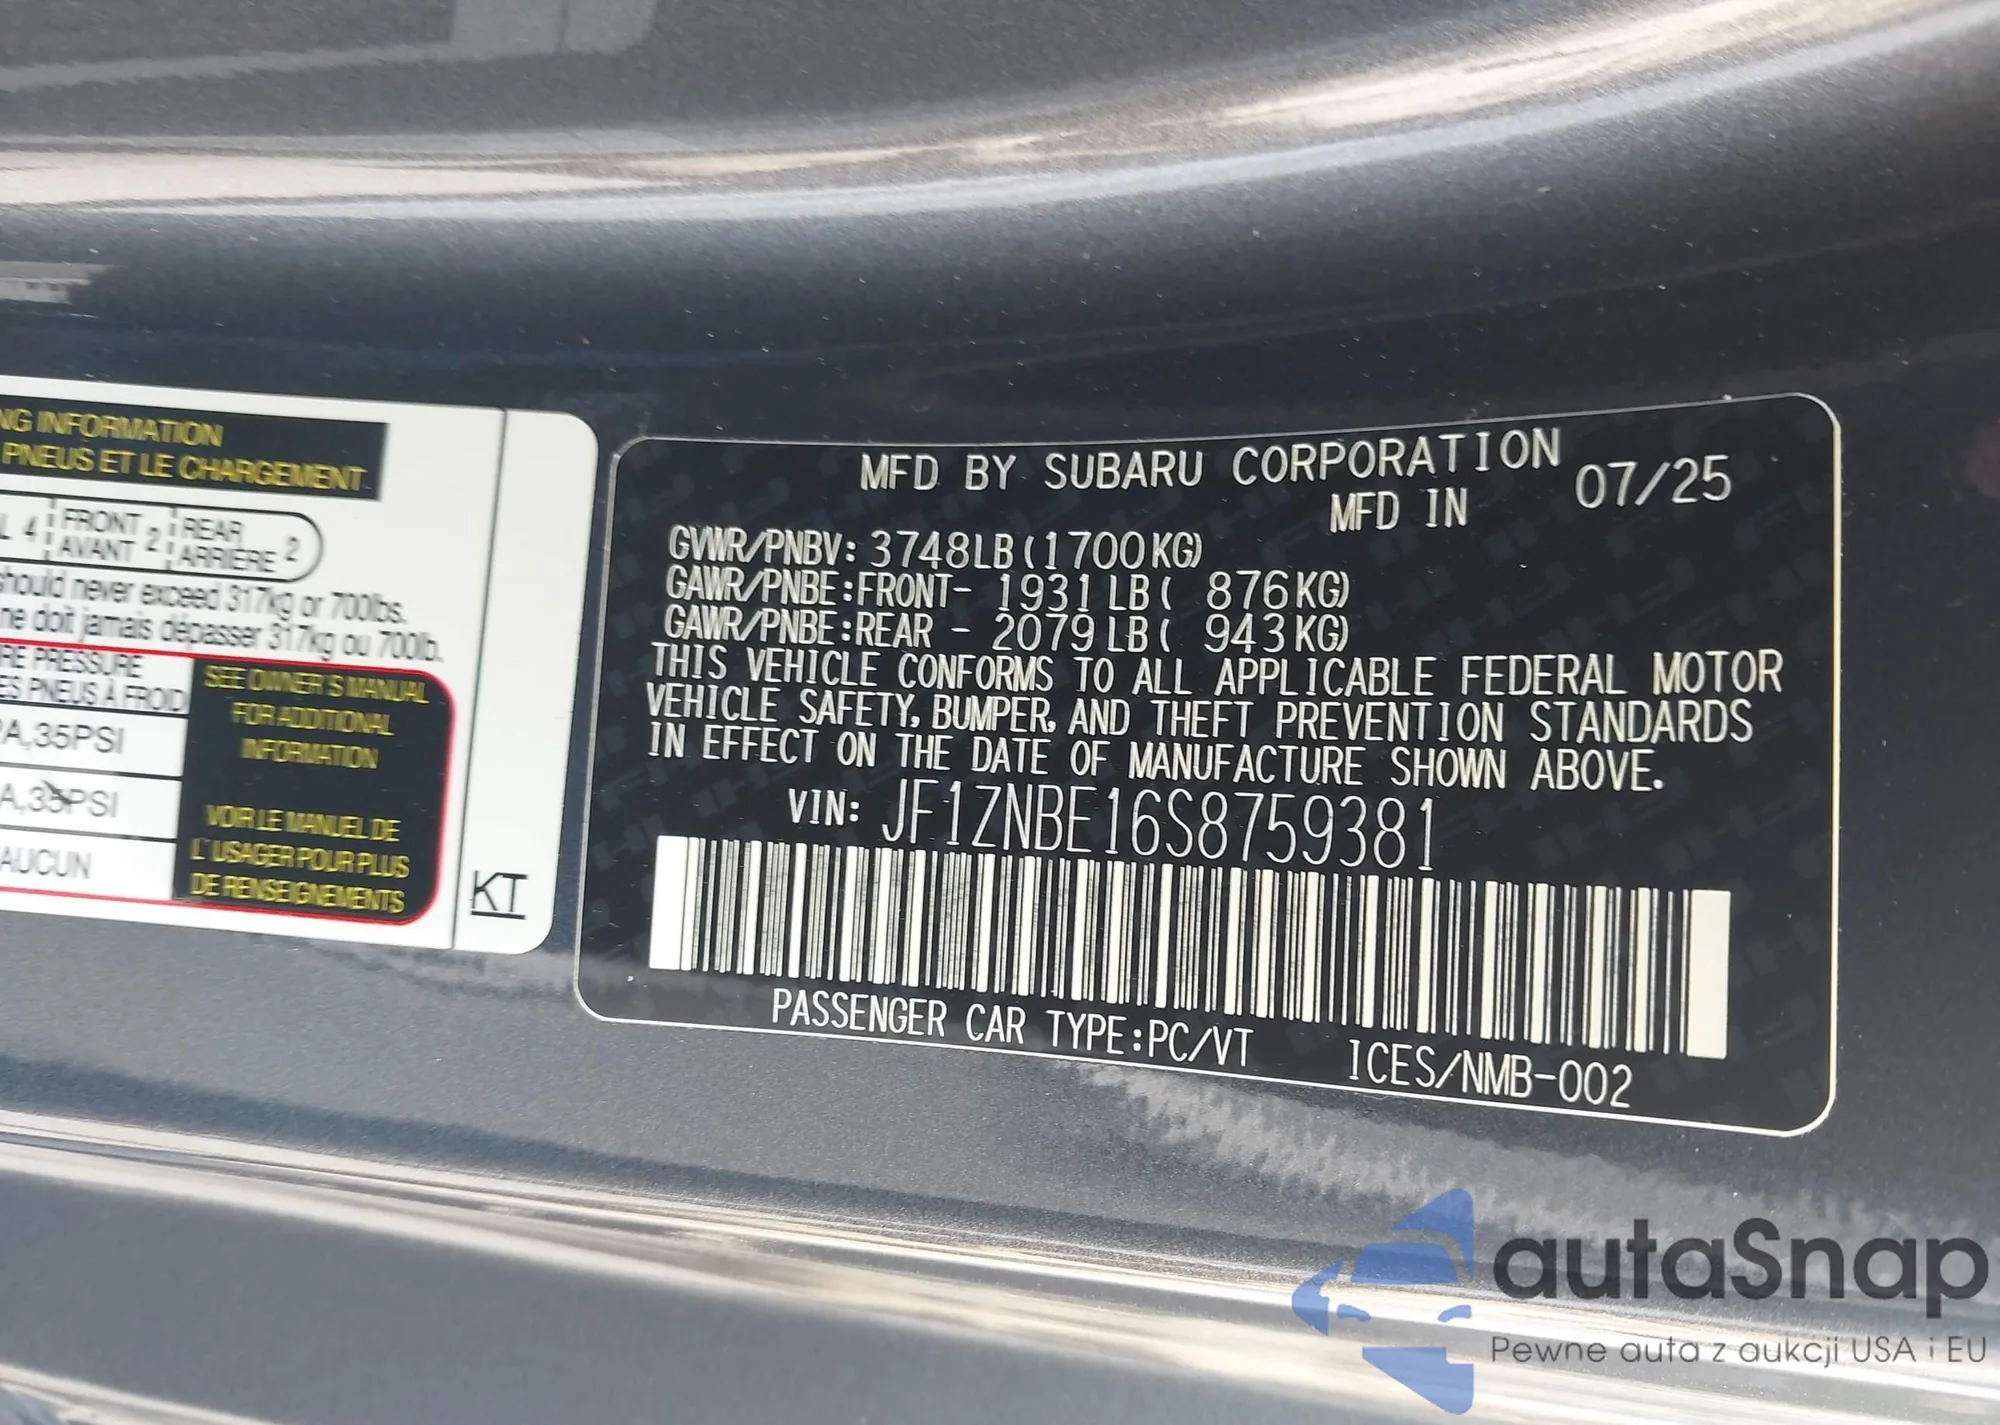 NG INFORMATION
PNEUS ET LE CHARGEMENT
L 4 FRONT AVANT 2 REAR ARRIÈRE 2
should never exceed 317kg or 700lbs.
ne doit jamais dépasser 317kg ou 700lb.
RE PRESSURE
ES PNEUS À FROID
PA,35PSI
A,35PSI
AUCUN
SEE OWNER'S MANUAL
FOR ADDITIONAL
INFORMATION
VOIR LE MANUEL DE
L'USAGER POUR PLUS
DE RENSEIGNEMENTS
KT
MFD BY SUBARU CORPORATION
MFD IN 07/25
GVWR/PNBV: 3748LB(1700KG)
GAWR/PNBE:FRONT- 1931LB( 876KG)
GAWR/PNBE:REAR - 2079LB( 943KG)
THIS VEHICLE CONFORMS TO ALL APPLICABLE FEDERAL MOTOR
VEHICLE SAFETY, BUMPER, AND THEFT PREVENTION STANDARDS
IN EFFECT ON THE DATE OF MANUFACTURE SHOWN ABOVE.
VIN: JF1ZNBE16S8759381
PASSENGER CAR TYPE:PC/VT ICES/NMB-002
autaSnap
Pewne auta z aukcji USA i EU